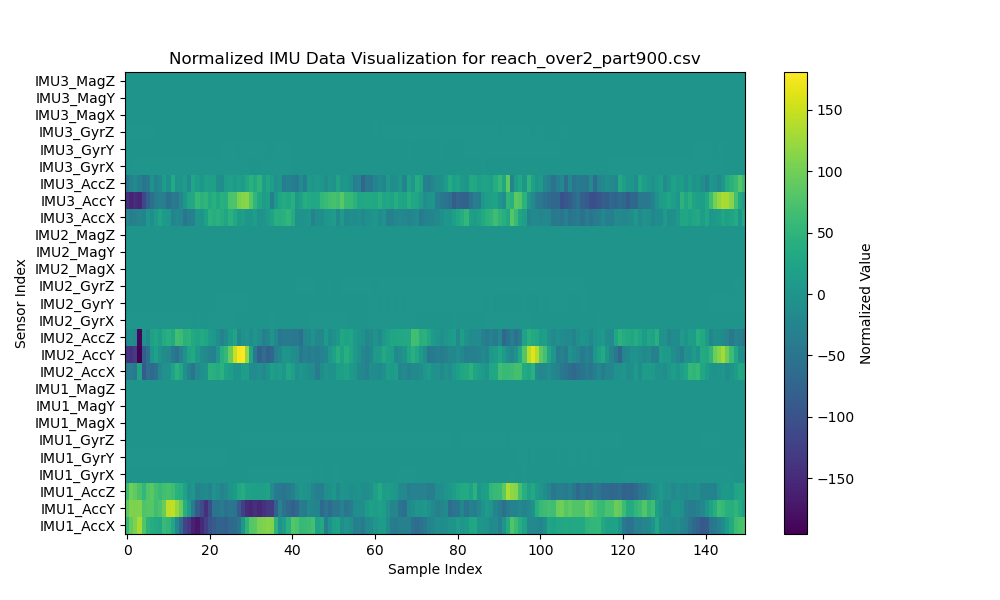 Normalized IMU Data Visualization for reach_over2_part900.csv
IMU3_MagZ
IMU3_MagY
IMU3_MagX
IMU3_GyrZ
IMU3_GyrY
IMU3_GyrX
IMU3_AccZ
IMU3_AccY
IMU3_AccX
IMU2_MagZ
IMU2_MagY
IMU2_MagX
IMU2_GyrZ
IMU2_GyrY
IMU2_GyrX
IMU2_AccZ
IMU2_AccY
IMU2_AccX
IMU1_MagZ
IMU1_MagY
IMU1_MagX
IMU1_GyrZ
IMU1_GyrY
IMU1_GyrX
IMU1_AccZ
IMU1_AccY
IMU1_AccX
Sensor Index
0 20 40 60 80 100 120 140
Sample Index
150
100
50
0
−50
−100
−150
Normalized Value